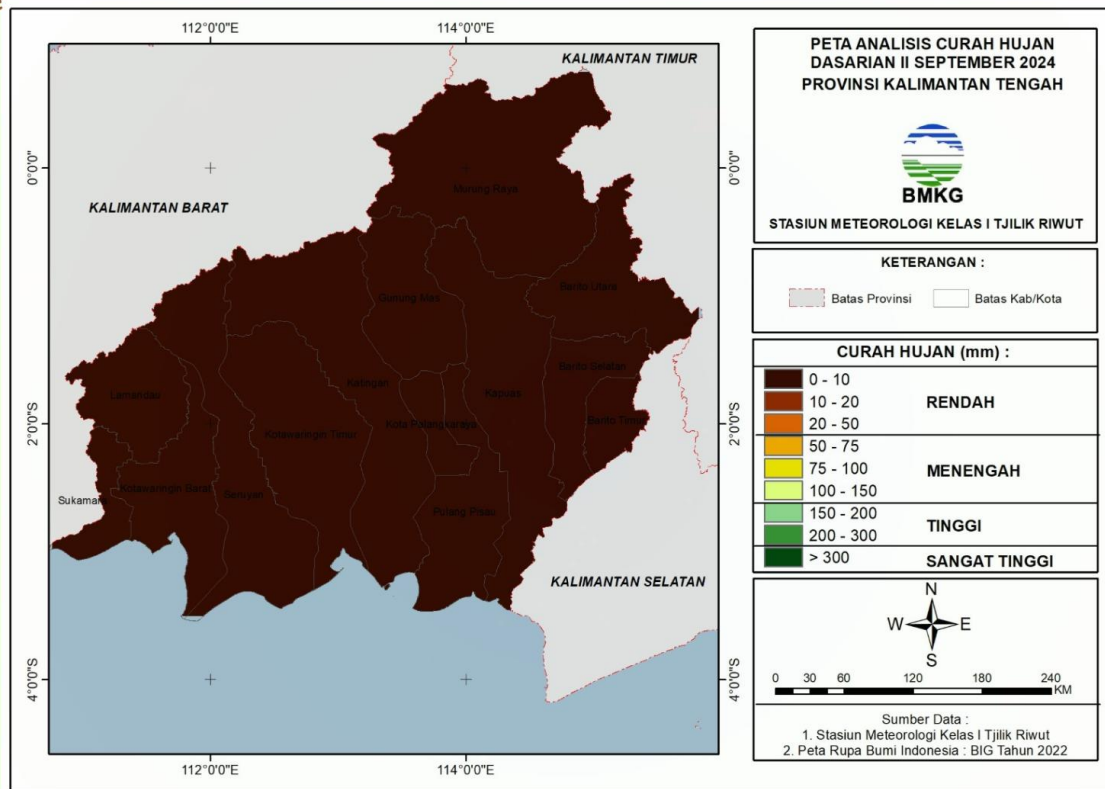 112°0'0"E
114°0'0"E
KALIMANTAN TIMUR
0°0'0"
0°0'0"
Murung Raya
KALIMANTAN BARAT
Gunung Mas
Barito Utara
Barito Selatan
Lamandau
Katingan
Kapuas
2°0'0"S
2°0'0"S
Kotawaringin Timur
Kota Palangkaraya
Barito Timur
Sukamara
Kotawaringin Barat
Seruyan
Pulang Pisau
KALIMANTAN SELATAN
4°0'0"S
4°0'0"S
112°0'0"E
114°0'0"E
PETA ANALISIS CURAH HUJAN
DASARIAN II SEPTEMBER 2024
PROVINSI KALIMANTAN TENGAH
BMKG
STASIUN METEOROLOGI KELAS I TJILIK RIWUT
KETERANGAN :
Batas Provinsi
Batas Kab/Kota
CURAH HUJAN (mm) :
0 - 10
10 - 20
20 - 50
RENDAH
50 - 75
75 - 100
100 - 150
MENENGAH
150 - 200
200 - 300
TINGGI
> 300
SANGAT TINGGI
N
W
E
S
0 15 30 60 120 180 240
KM
Sumber Data :
1. Stasiun Meteorologi Kelas I Tjilik Riwut
2. Peta Rupa Bumi Indonesia : BIG Tahun 2022